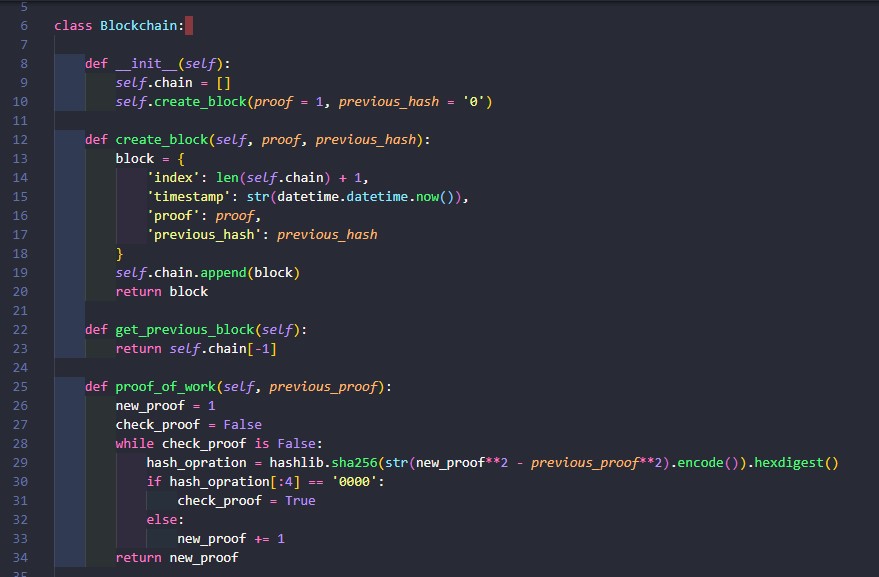 5
6 class Blockchain:
7
8     def __init__(self):
9         self.chain = []
10         self.create_block(proof = 1, previous_hash = '0')
11
12     def create_block(self, proof, previous_hash):
13         block = {
14             'index': len(self.chain) + 1,
15             'timestamp': str(datetime.datetime.now()),
16             'proof': proof,
17             'previous_hash': previous_hash
18         }
19         self.chain.append(block)
20         return block
21
22     def get_previous_block(self):
23         return self.chain[-1]
24
25     def proof_of_work(self, previous_proof):
26         new_proof = 1
27         check_proof = False
28         while check_proof is False:
29             hash_opration = hashlib.sha256(str(new_proof**2 - previous_proof**2).encode()).hexdigest()
30             if hash_opration[:4] == '0000':
31                 check_proof = True
32             else:
33                 new_proof += 1
34         return new_proof
35